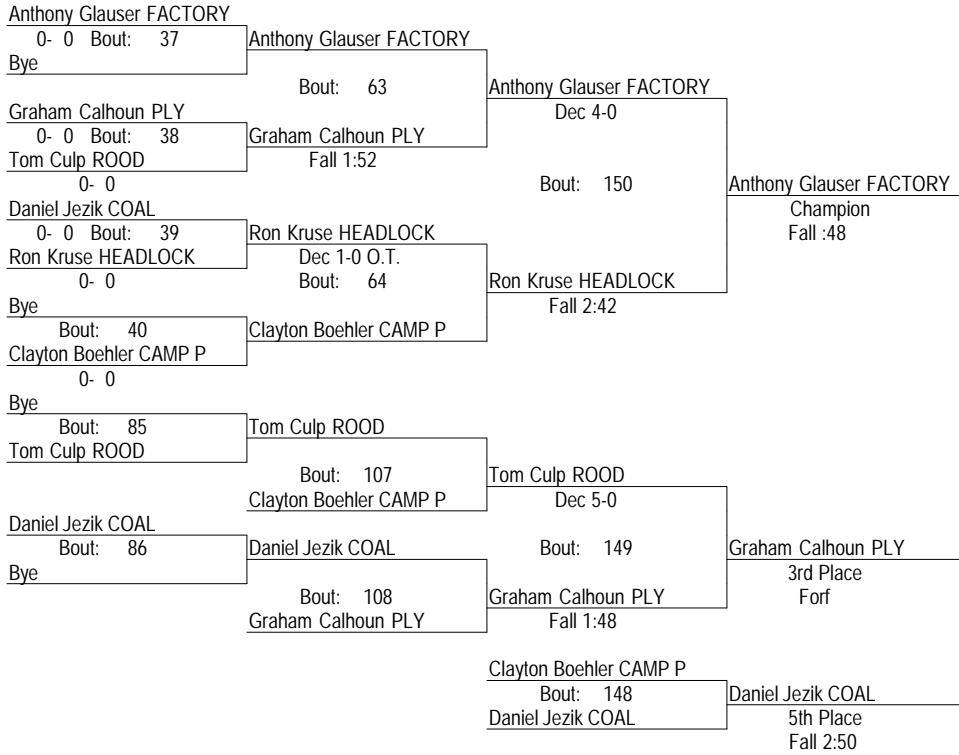 Anthony Glauser FACTORY
0- 0 Bout: 37
Anthony Glauser FACTORY
Bye
Bout: 63
Anthony Glauser FACTORY
Graham Calhoun PLY
Dec 4-0
0- 0 Bout: 38
Graham Calhoun PLY
Tom Culp ROOD
Fall 1:52
0- 0
Bout: 150
Anthony Glauser FACTORY
Daniel Jezik COAL
Champion
0- 0 Bout: 39
Ron Kruse HEADLOCK
Fall :48
Ron Kruse HEADLOCK
Dec 1-0 O.T.
0- 0
Bout: 64
Ron Kruse HEADLOCK
Bye
Fall 2:42
Bout: 40
Clayton Boehler CAMP P
Clayton Boehler CAMP P
0- 0
Bye
Bout: 85
Tom Culp ROOD
Tom Culp ROOD
Bout: 107
Tom Culp ROOD
Clayton Boehler CAMP P
Dec 5-0
Daniel Jezik COAL
Bout: 86
Daniel Jezik COAL
Bout: 149
Graham Calhoun PLY
Bye
3rd Place
Bout: 108
Graham Calhoun PLY
Forf
Graham Calhoun PLY
Fall 1:48
Clayton Boehler CAMP P
Bout: 148
Daniel Jezik COAL
Daniel Jezik COAL
5th Place
Fall 2:50